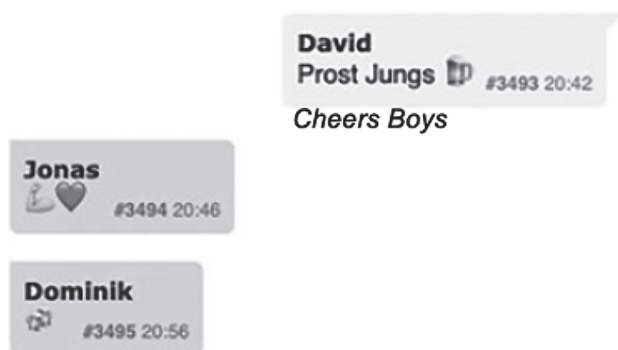 David
Prost Jungs 🍺 #3493 20:42
Cheers Boys
Jonas
💪❤ #3494 20:46
Dominik
#3495 20:56